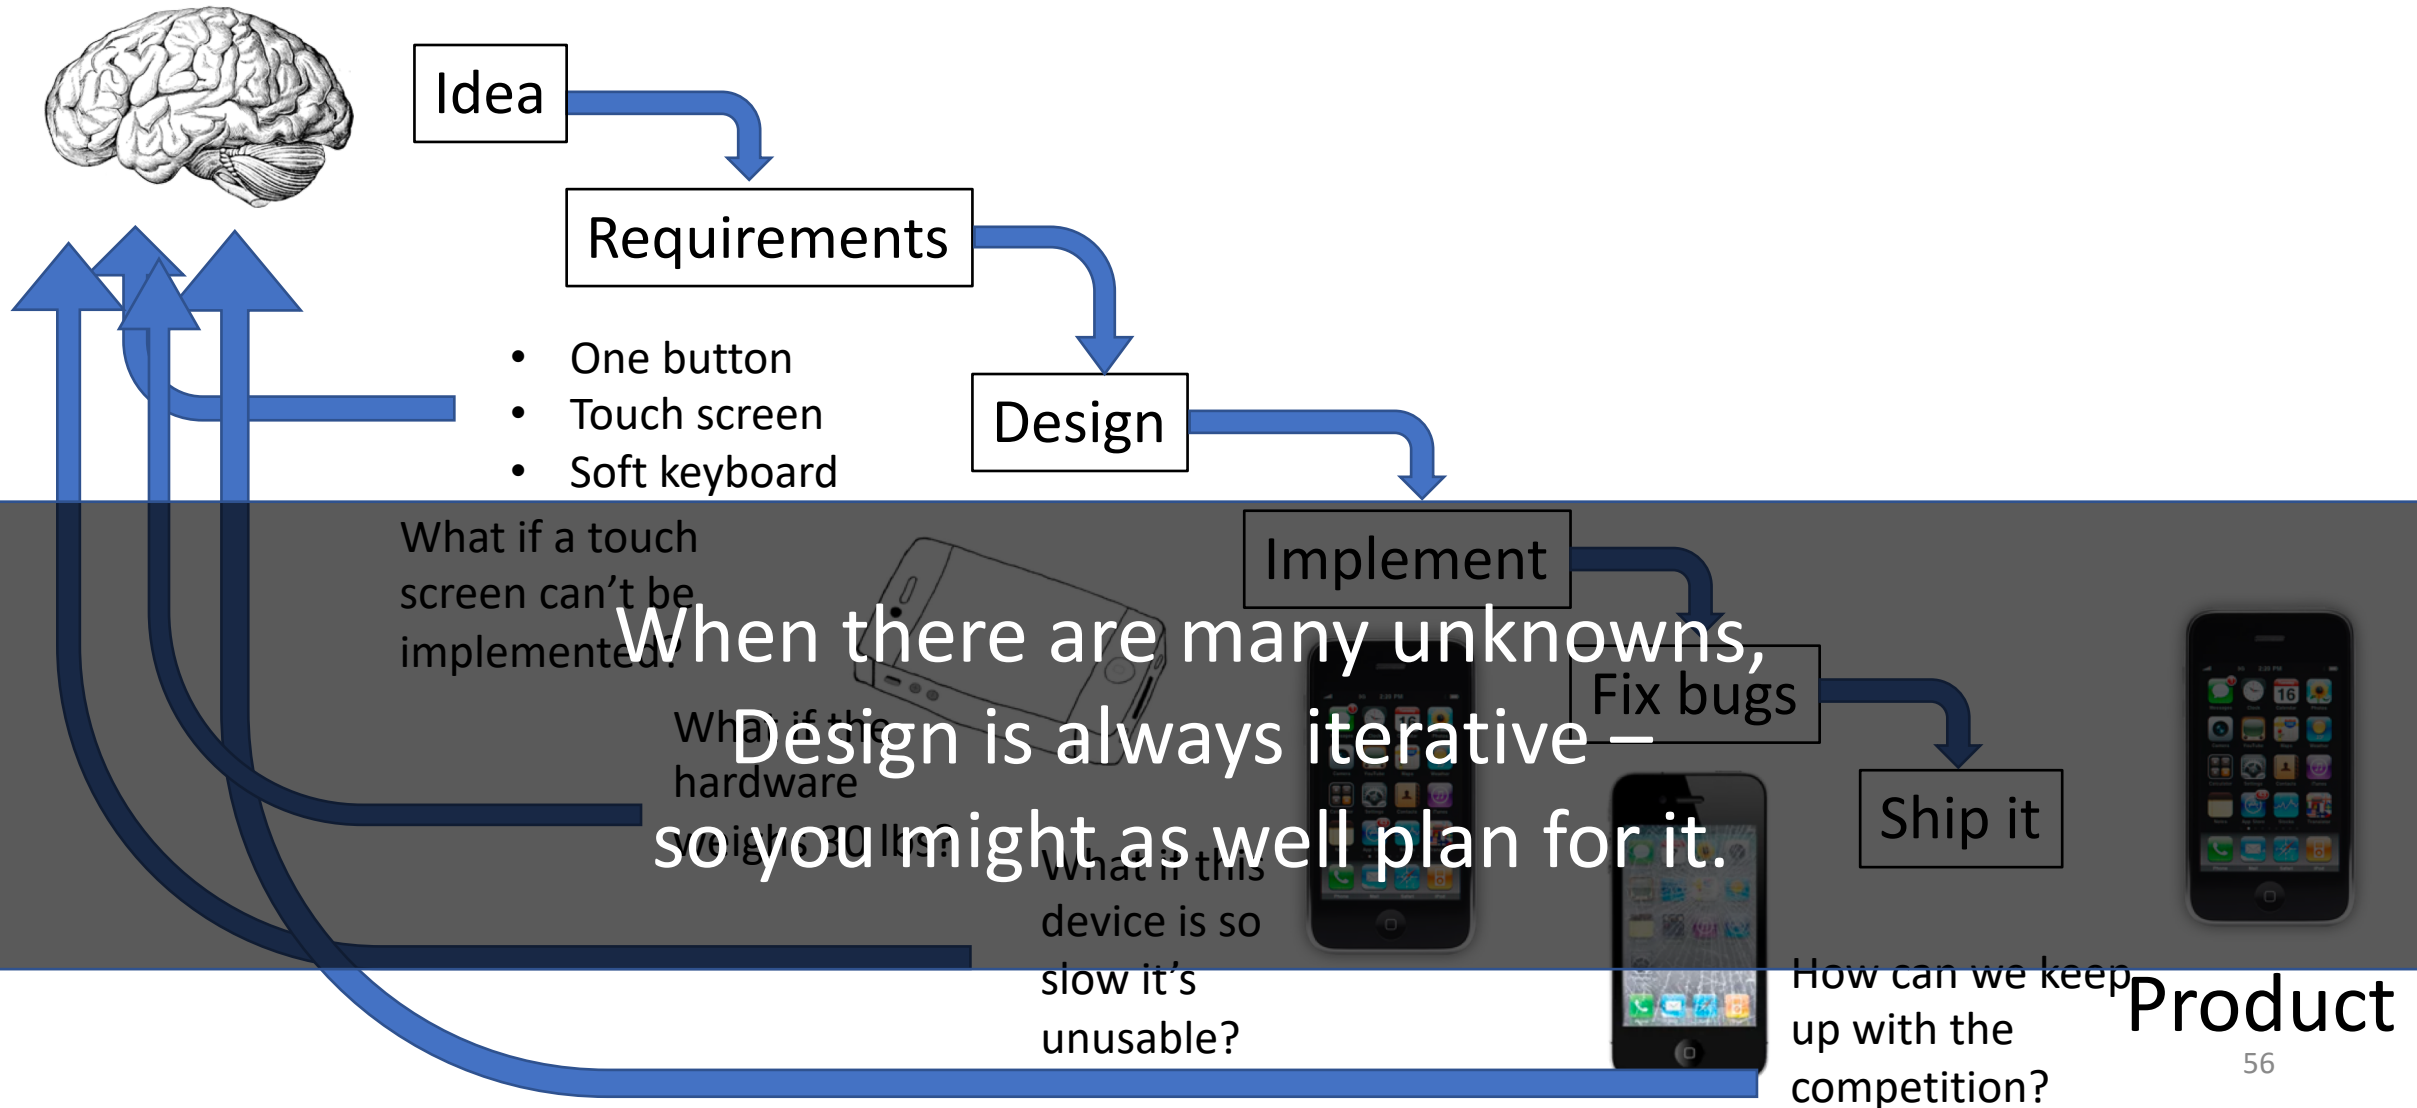 Idea
Requirements
• One button
• Touch screen
• Soft keyboard
Design
What if a touch
screen can't be
implemented?
Implement
When there are many unknowns,
Design is always iterative –
so you might as well plan for it.
What if the
hardware
weighs 30 lbs?
Fix bugs
What if this
device is so
slow it's
unusable?
Ship it
How can we keep
up with the
competition?
Product
56